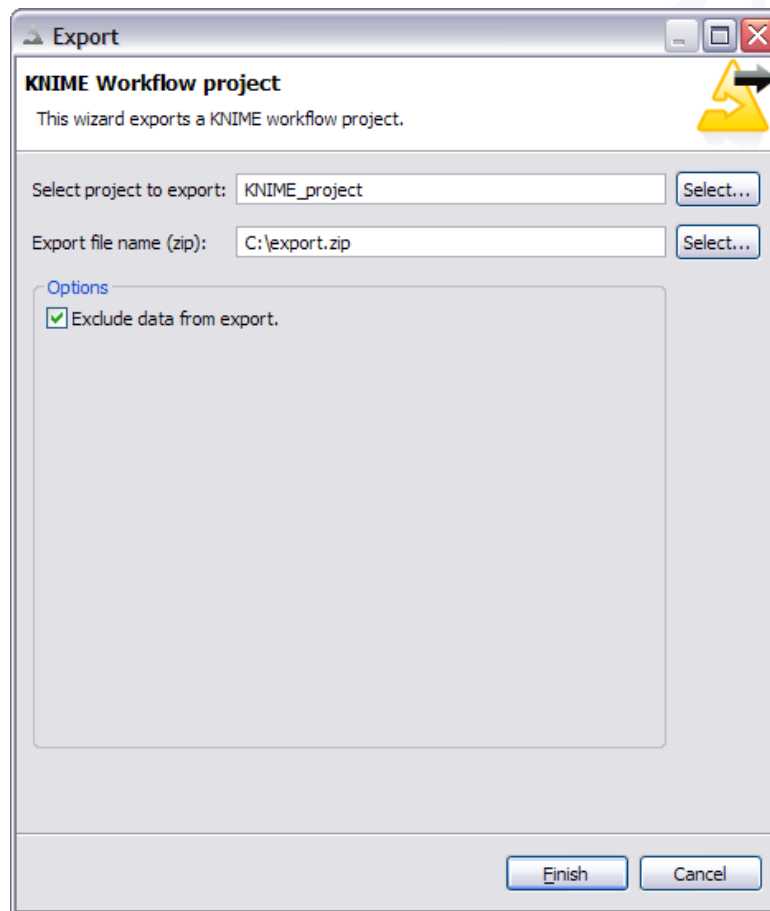 Export
KNIME Workflow project
This wizard exports a KNIME workflow project.
Select project to export: KNIME_project Select...
Export file name (zip): C:\export.zip Select...
Options
Exclude data from export.
Finish Cancel